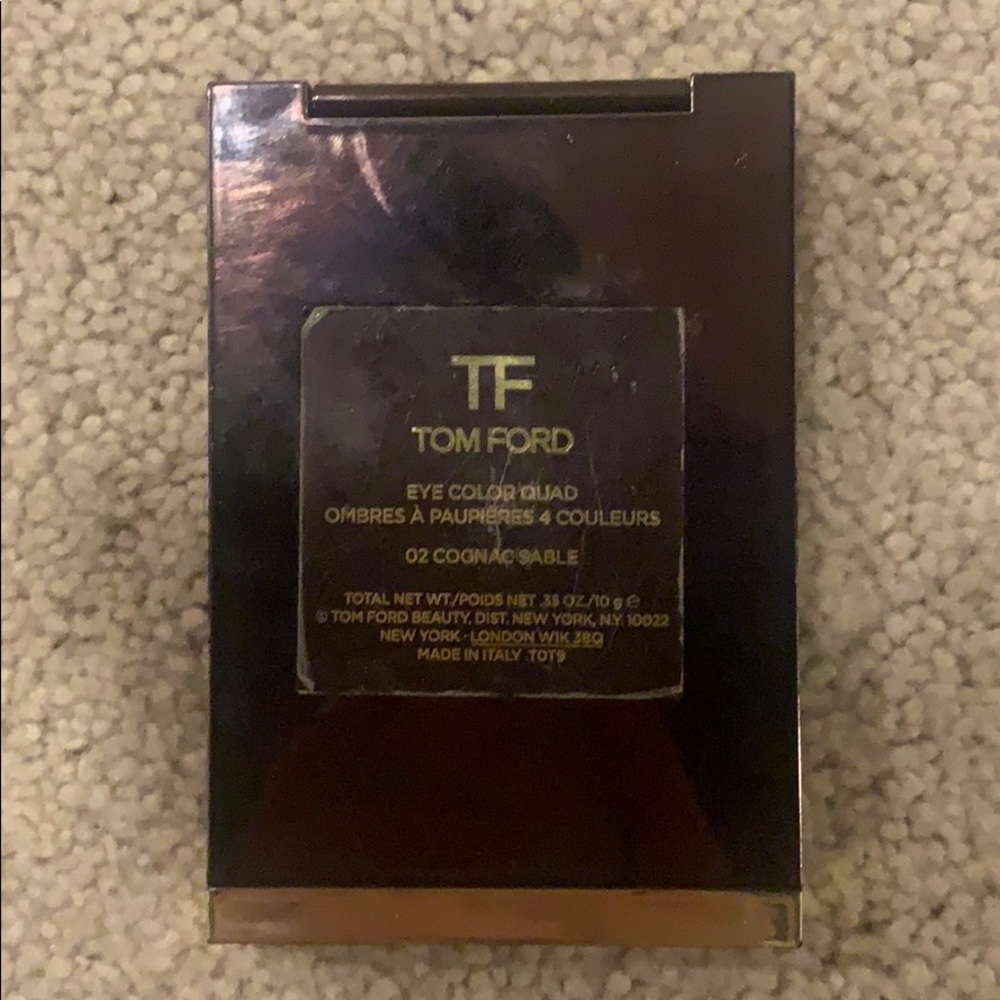 TF
TOM FORD
EYE COLOR QUAD
OMBRES À PAUPIÈRES 4 COULEURS
02 COGNAC SABLE
TOTAL NET WT/POIDS NET .35 OZ./10 g ℮
© TOM FORD BEAUTY, DIST. NEW YORK, N.Y. 10022
NEW YORK · LONDON W1K 3BQ
MADE IN ITALY T0T9